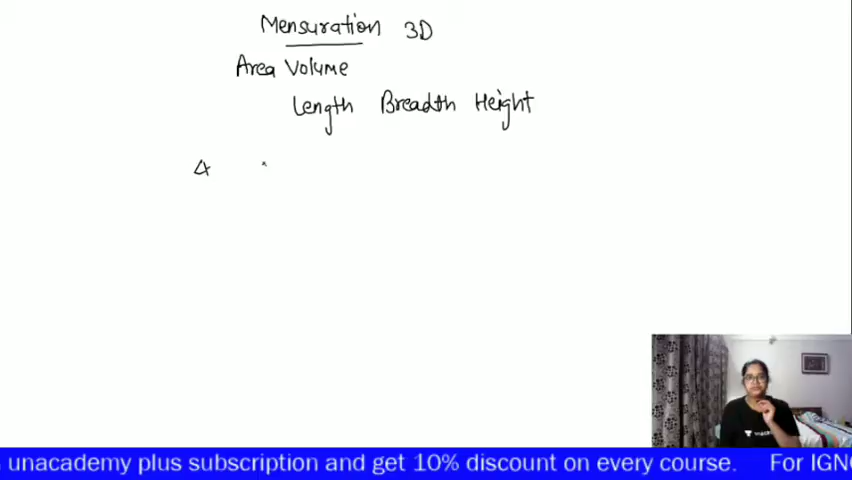 Mensuration 3D
Area Volume
Length Breadth Height
4
unacademy plus subscription and get 10% discount on every course. For IGNO